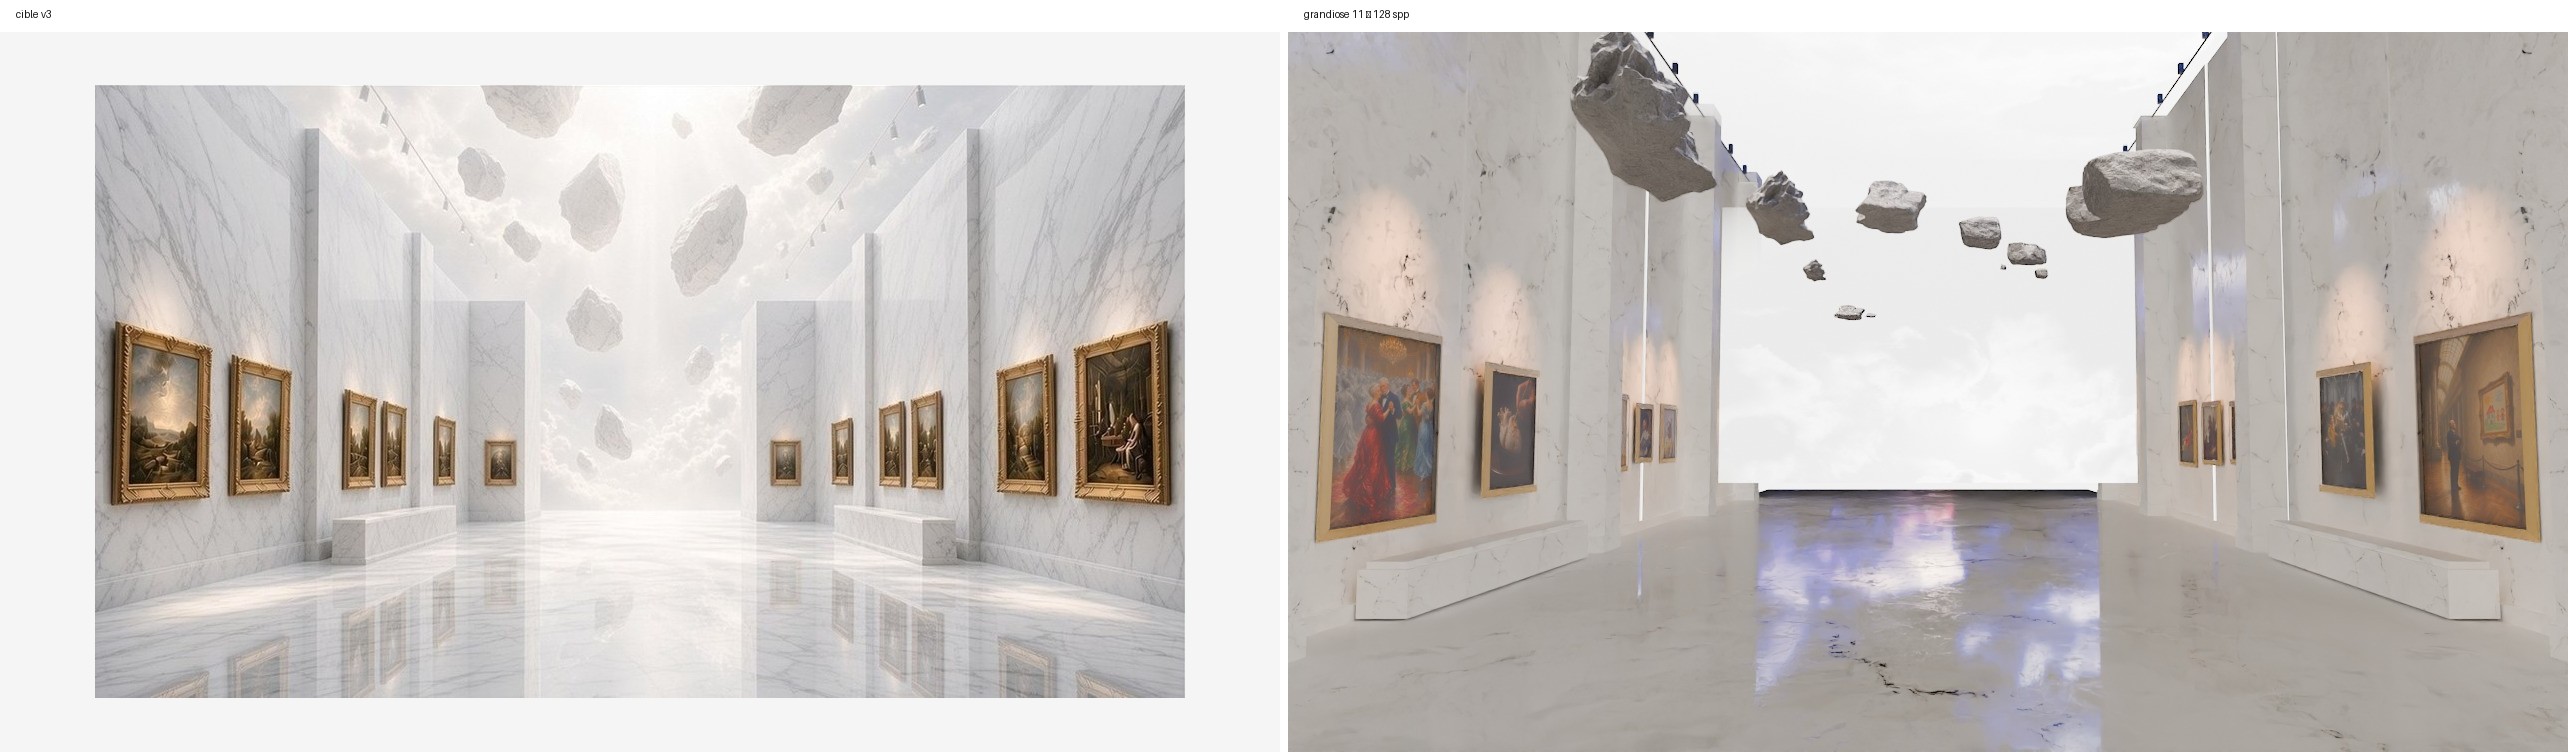 cible v3
grandiose 11 🞎 128 spp